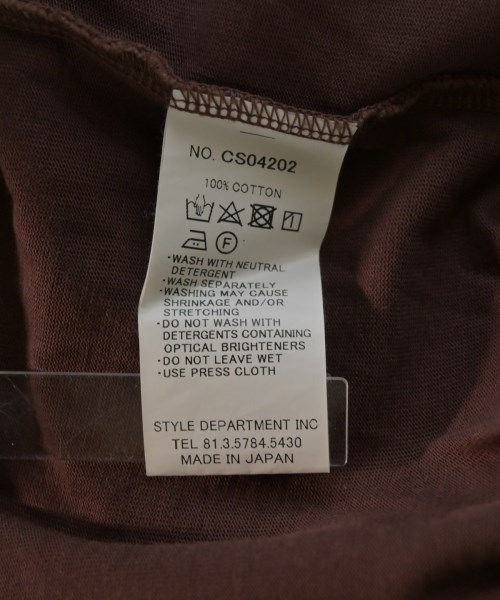 NO. CS04202
100% COTTON
F
・WASH WITH NEUTRAL
DETERGENT
・WASH SEPARATELY
・WASHING MAY CAUSE
SHRINKAGE AND/OR
STRETCHING
・DO NOT WASH WITH
DETERGENTS CONTAINING
OPTICAL BRIGHTENERS
・DO NOT LEAVE WET
・USE PRESS CLOTH
STYLE DEPARTMENT INC
TEL 81.3.5784.5430
MADE IN JAPAN